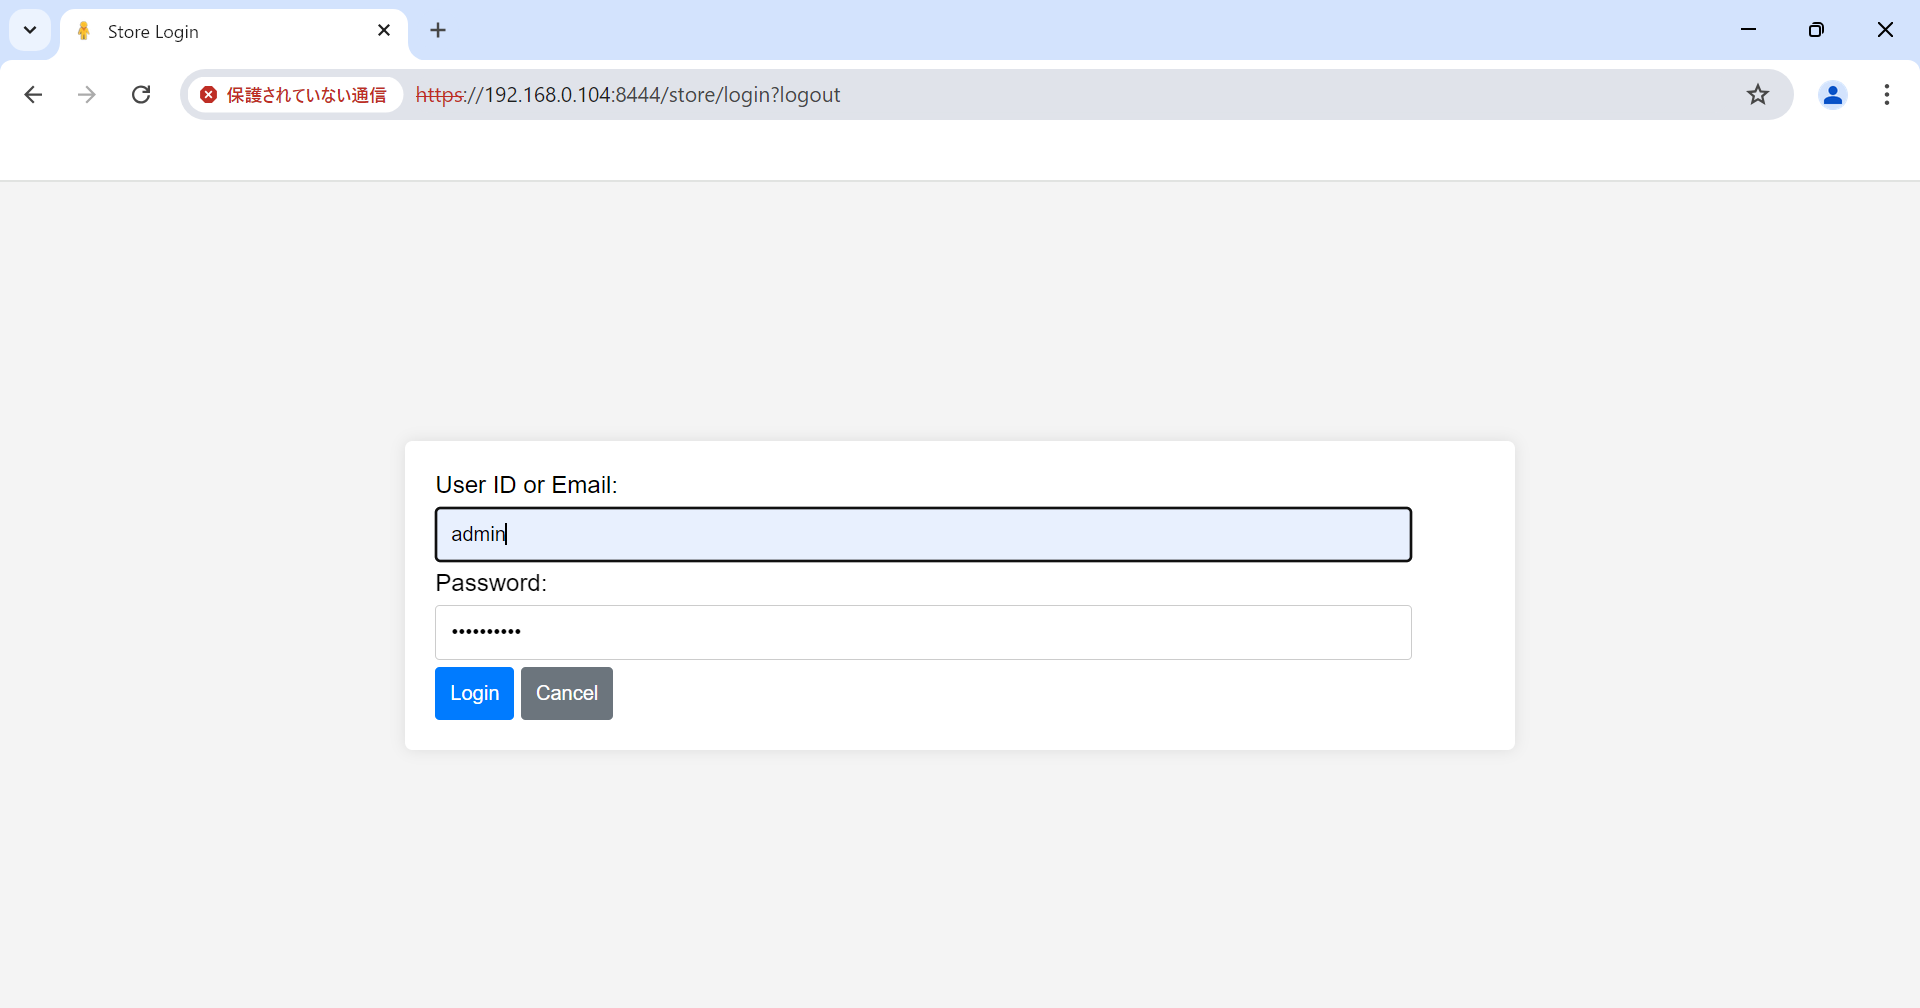 Store Login
保護されていない通信 https://192.168.0.104:8444/store/login?logout
User ID or Email:
admin
Password:
••••••••••
Login Cancel